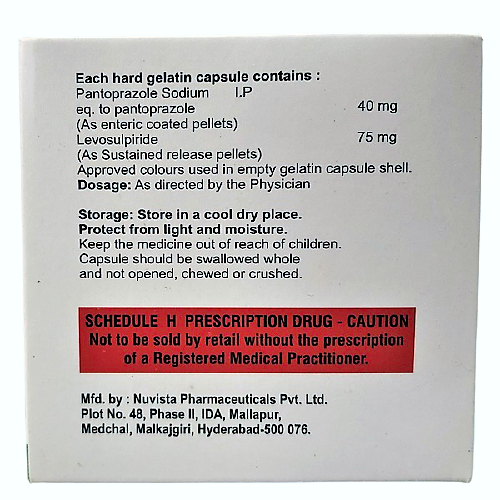 Each hard gelatin capsule contains :
Pantoprazole Sodium I.P
eq. to pantoprazole 40 mg
(As enteric coated pellets)
Levosulpiride 75 mg
(As Sustained release pellets)
Approved colours used in empty gelatin capsule shell.
Dosage: As directed by the Physician
Storage: Store in a cool dry place.
Protect from light and moisture.
Keep the medicine out of reach of children.
Capsule should be swallowed whole
and not opened, chewed or crushed.
SCHEDULE H PRESCRIPTION DRUG - CAUTION
Not to be sold by retail without the prescription
of a Registered Medical Practitioner.
Mfd. by : Nuvista Pharmaceuticals Pvt. Ltd.
Plot No. 48, Phase II, IDA, Mallapur,
Medchal, Malkajgiri, Hyderabad-500 076.